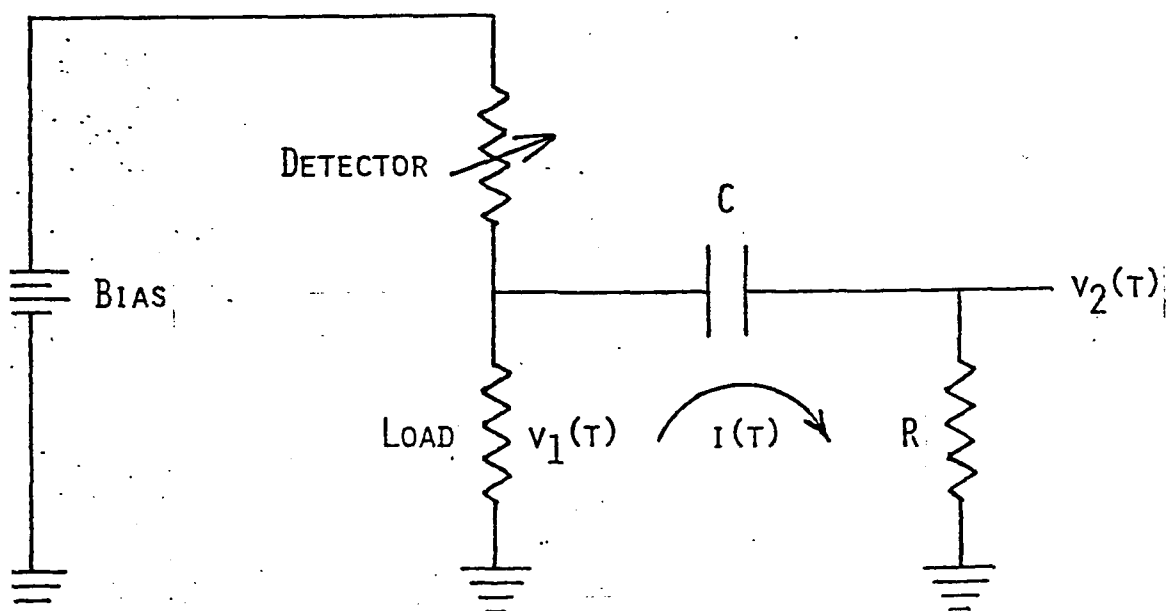 DETECTOR
C
BIAS
V2(T)
LOAD
V1(T)
I(T)
R